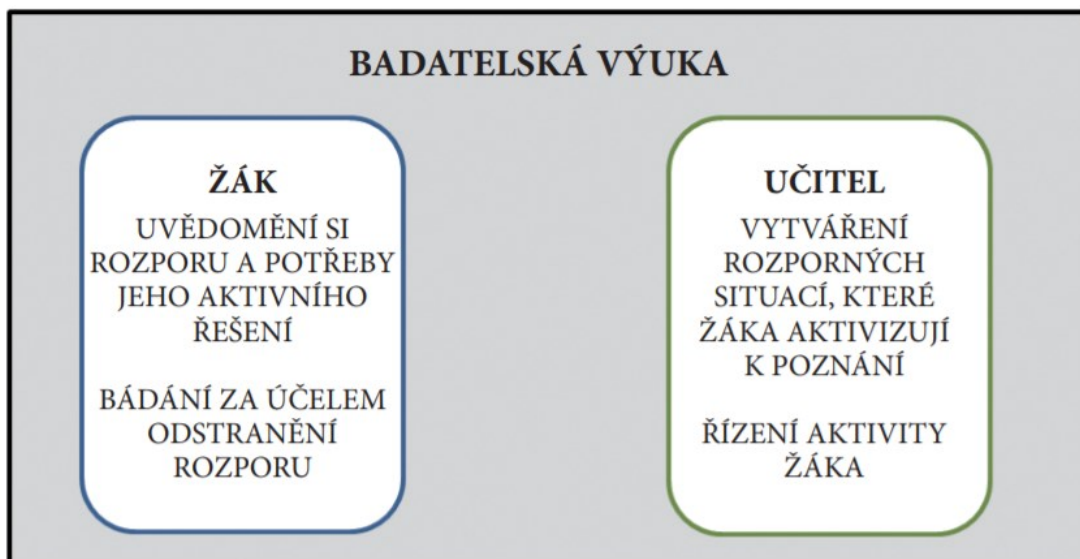 BADATELSKÁ VÝUKA
ŽÁK
UVĚDOMĚNÍ SI
ROZPORU A POTŘEBY
JEHO AKTIVNÍHO
ŘEŠENÍ
BÁDÁNÍ ZA ÚČELEM
ODSTRANĚNÍ
ROZPORU
UČITEL
VYTVÁŘENÍ
ROZPORNÝCH
SITUACÍ, KTERÉ
ŽÁKA AKTIVIZUJÍ
K POZNÁNÍ
ŘÍZENÍ AKTIVITY
ŽÁKA